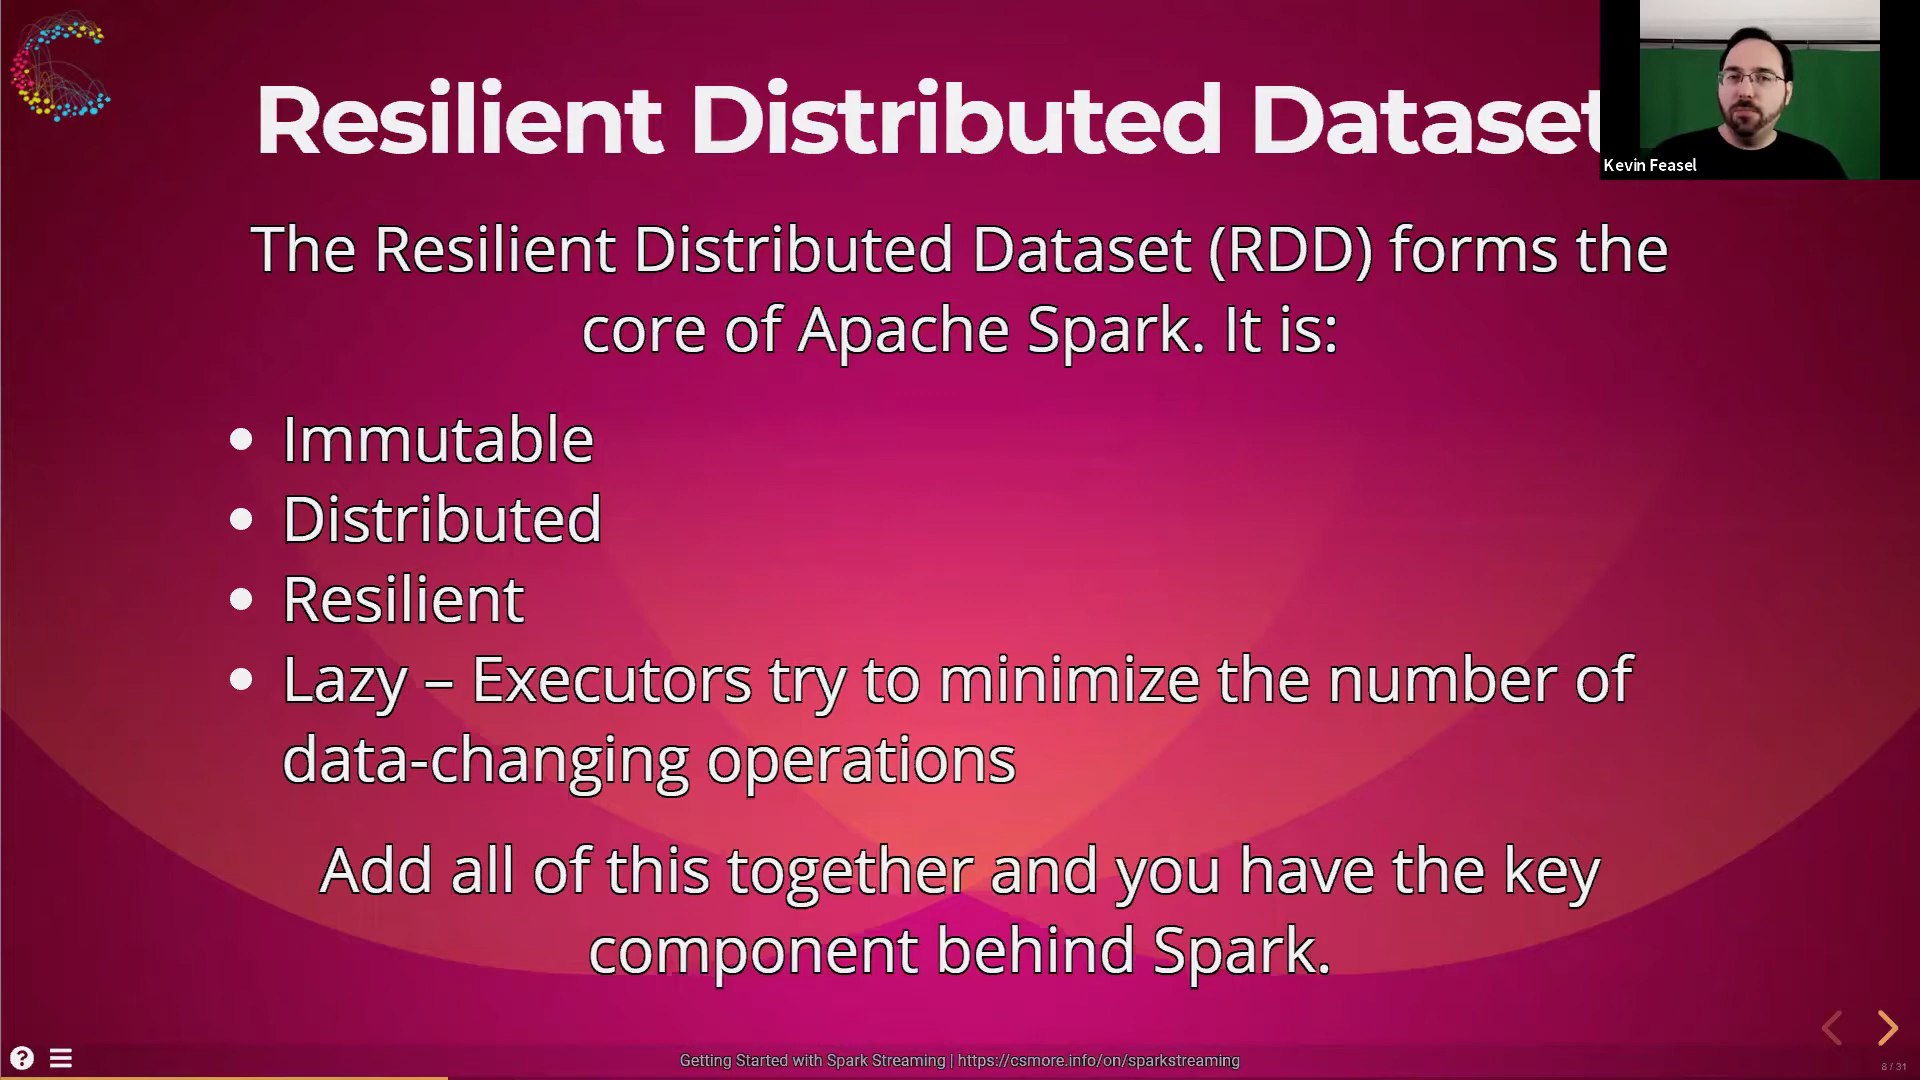 Resilient Distributed Dataset
Kevin Feasel
The Resilient Distributed Dataset (RDD) forms the
core of Apache Spark. It is:
• Immutable
• Distributed
• Resilient
• Lazy – Executors try to minimize the number of
data-changing operations
Add all of this together and you have the key
component behind Spark.
Getting Started with Spark Streaming | https://csmore.info/on/sparkstreaming
8 / 31